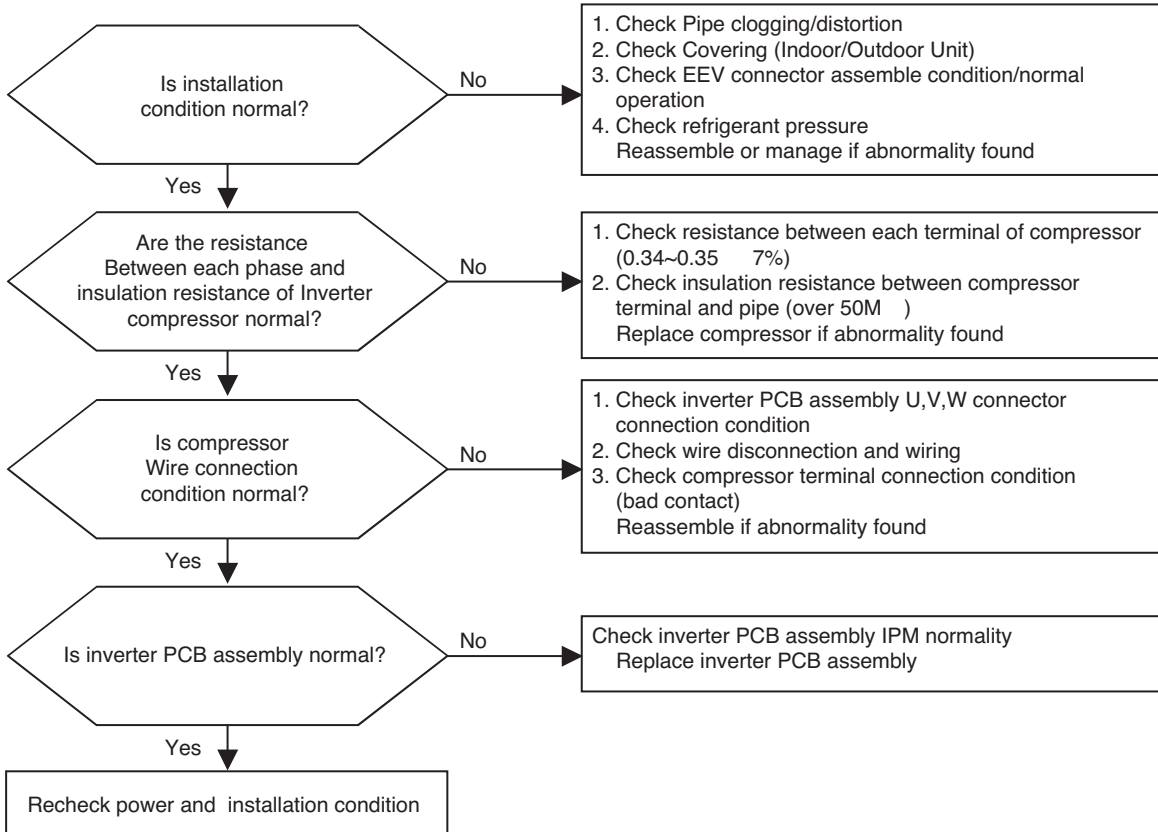 Is installation
condition normal?
No
1. Check Pipe clogging/distortion
2. Check Covering (Indoor/Outdoor Unit)
3. Check EEV connector assemble condition/normal
operation
4. Check refrigerant pressure
Reassemble or manage if abnormality found
Yes
Are the resistance
Between each phase and
insulation resistance of Inverter
compressor normal?
No
1. Check resistance between each terminal of compressor
(0.34~0.35 7%)
2. Check insulation resistance between compressor
terminal and pipe (over 50M )
Replace compressor if abnormality found
Yes
Is compressor
Wire connection
condition normal?
No
1. Check inverter PCB assembly U,V,W connector
connection condition
2. Check wire disconnection and wiring
3. Check compressor terminal connection condition
(bad contact)
Reassemble if abnormality found
Yes
Is inverter PCB assembly normal?
No
Check inverter PCB assembly IPM normality
Replace inverter PCB assembly
Yes
Recheck power and installation condition